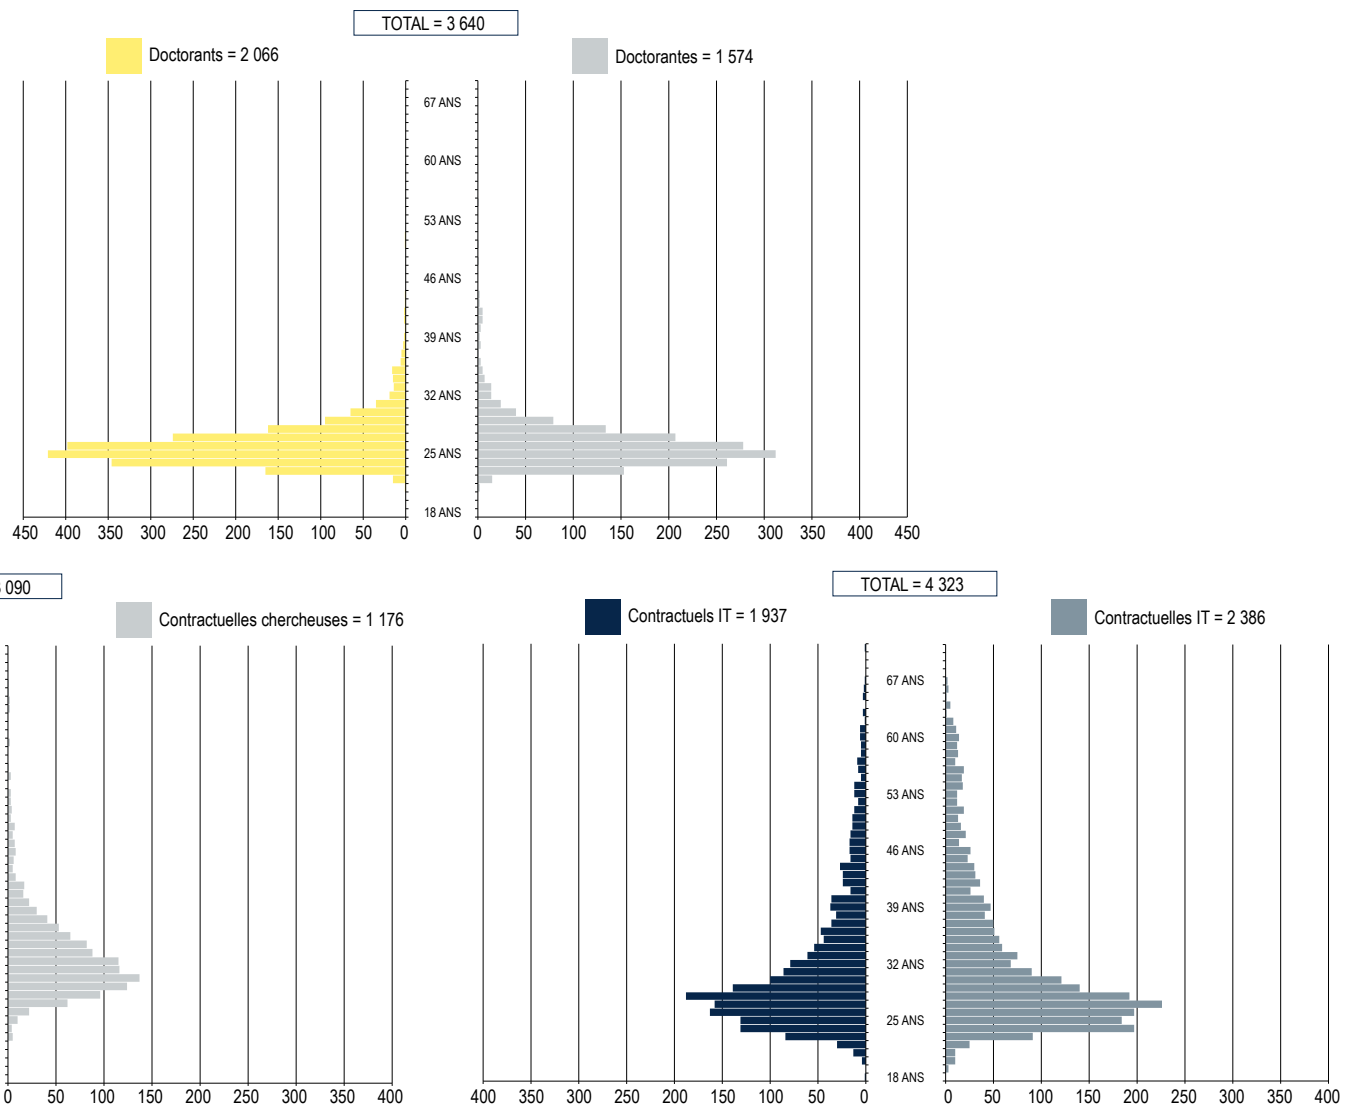 TOTAL = 3 640
Doctorants = 2 066
Doctorantes = 1 574
67 ANS
60 ANS
53 ANS
46 ANS
39 ANS
32 ANS
25 ANS
18 ANS
450 400 350 300 250 200 150 100 50 0
0 50 100 150 200 250 300 350 400 450
090
TOTAL = 4 323
Contractuelles chercheuses = 1 176
Contractuels IT = 1 937
Contractuelles IT = 2 386
67 ANS
60 ANS
53 ANS
46 ANS
39 ANS
32 ANS
25 ANS
18 ANS
0 50 100 150 200 250 300 350 400
400 350 300 250 200 150 100 50 0
0 50 100 150 200 250 300 350 400